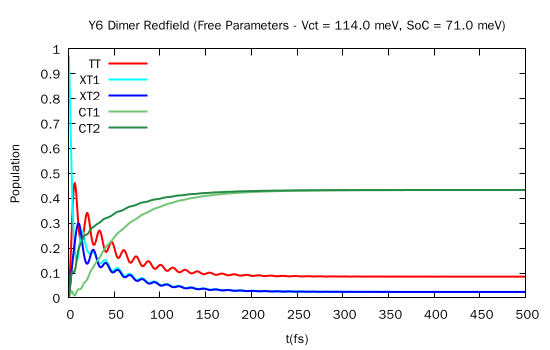 Y6 Dimer Redfield (Free Parameters - Vct = 114.0 meV, SoC = 71.0 meV)
Population
1
0.9
0.8
0.7
0.6
0.5
0.4
0.3
0.2
0.1
0
TT
XT1
XT2
CT1
CT2
0 50 100 150 200 250 300 350 400 450 500
t(fs)